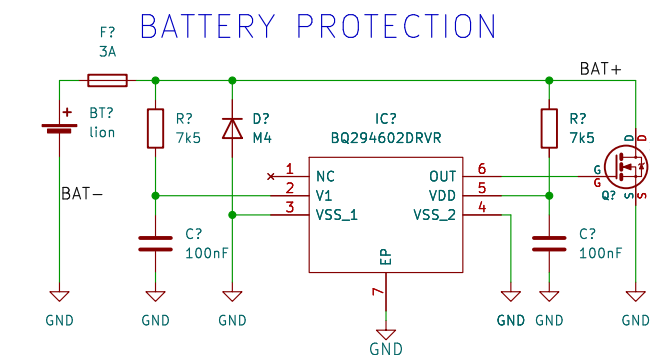 BATTERY PROTECTION
F?
3A
BAT+
BT?
lion
R?
7k5
D?
M4
IC?
BQ294602DRVR
R?
7k5
D D
1 NC OUT 6
2 V1 VDD 5
3 VSS_1 VSS_2 4
G
G
Q?
S S
BAT-
C?
100nF
EP
7
C?
100nF
GND
GND
GND
GND
GND
GND
GND